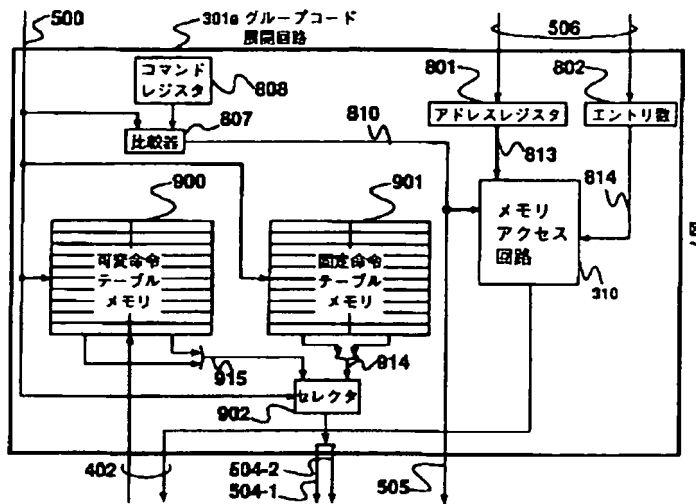 500
301a グループコード
展開回路
506
コマンド
レジスタ
808
801
802
807
比較器
810
アドレスレジスタ
エントリ数
813
814
900
901
メモリ
アクセス
回路
310
可変命令
テーブル
メモリ
固定命令
テーブル
メモリ
915
914
セレクタ
902
402
504-2
504-1
505